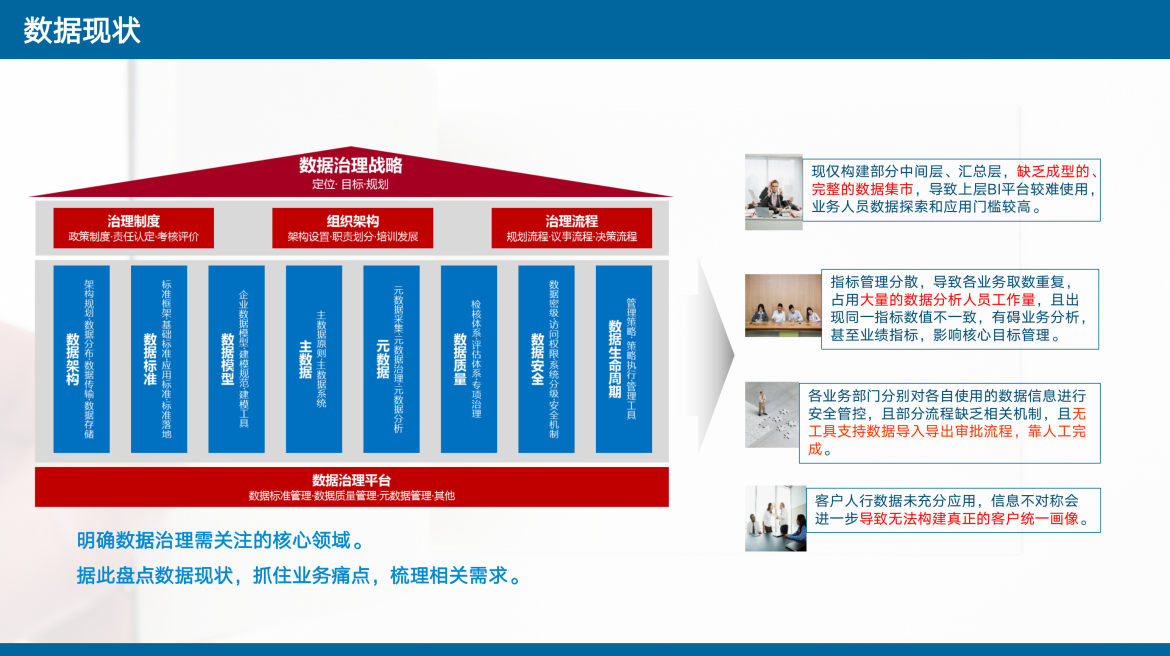 数据现状
数据治理战略
定位· 目标·规划
治理制度
政策制度·责任认定·考核评价
组织架构
架构设置·职责划分·培训发展
治理流程
规划流程·议事流程·决策流程
数据架构
架构规划·数据分布·数据传输·数据存储
数据标准
标准框架·基础标准·应用标准·标准落地
数据模型
企业数据模型·建模规范·建模工具
主数据
主数据原则·主数据系统
元数据
元数据采集·元数据治理·元数据分析
数据质量
检核体系·评估体系·专项治理
数据安全
数据密级·访问权限·系统分级·安全机制
数据生命周期
管理策略·策略执行·管理工具
数据治理平台
数据标准管理·数据质量管理·元数据管理·其他
明确数据治理需关注的核心领域。
据此盘点数据现状，抓住业务痛点，梳理相关需求。
现仅构建部分中间层、汇总层，缺乏成型的、
完整的数据集市，导致上层BI平台较难使用，
业务人员数据探索和应用门槛较高。
指标管理分散，导致各业务取数重复，
占用大量的数据分析人员工作量，且出
现同一指标数值不一致，有碍业务分析，
甚至业绩指标，影响核心目标管理。
各业务部门分别对各自使用的数据信息进行
安全管控，且部分流程缺乏相关机制，且无
工具支持数据导入导出审批流程，靠人工完
成。
客户人行数据未充分应用，信息不对称会
进一步导致无法构建真正的客户统一画像。